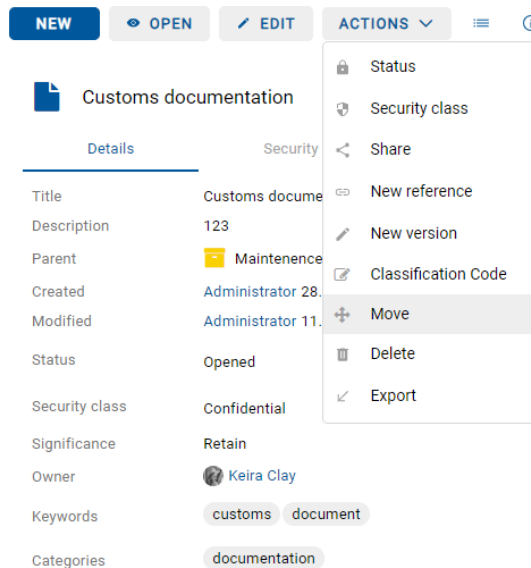 NEW OPEN EDIT ACTIONS
Status
Customs documentation
Security class
Details Security
Share
Title Customs docume
New reference
Description 123
New version
Parent Maintenence
Classification Code
Created Administrator 28.
Modified Administrator 11.
Move
Status Opened
Delete
Security class Confidential
Export
Significance Retain
Owner Keira Clay
Keywords customs document
Categories documentation